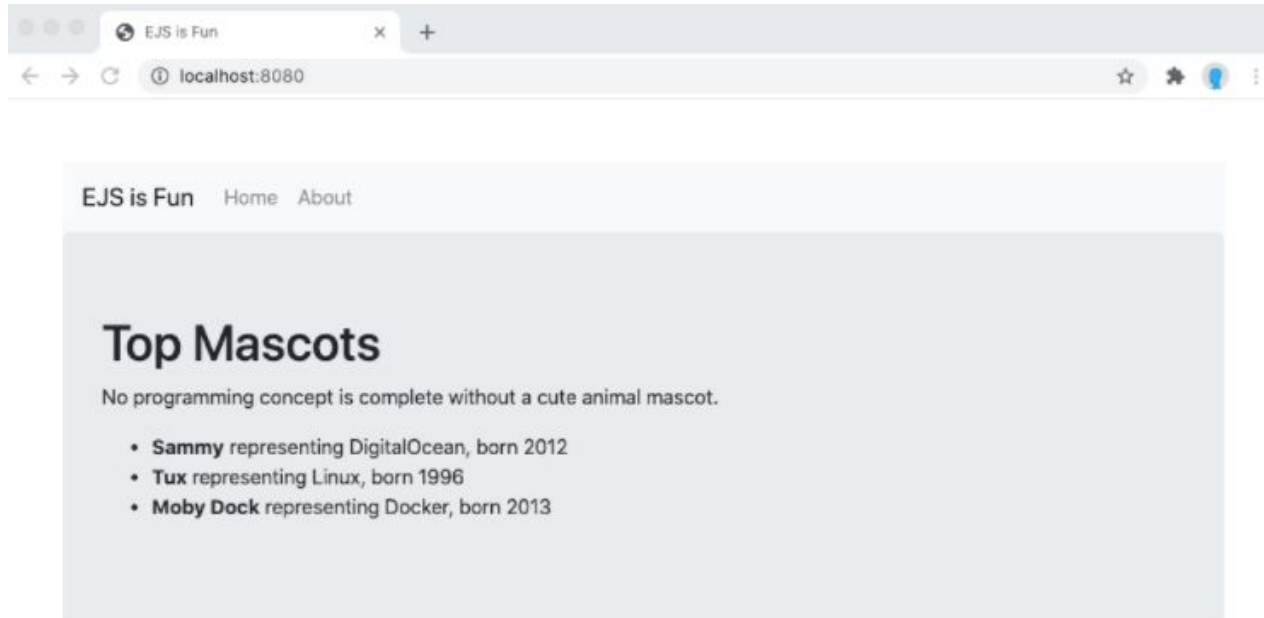 EJS is Fun
localhost:8080
EJS is Fun Home About
Top Mascots
No programming concept is complete without a cute animal mascot.
• Sammy representing DigitalOcean, born 2012
• Tux representing Linux, born 1996
• Moby Dock representing Docker, born 2013